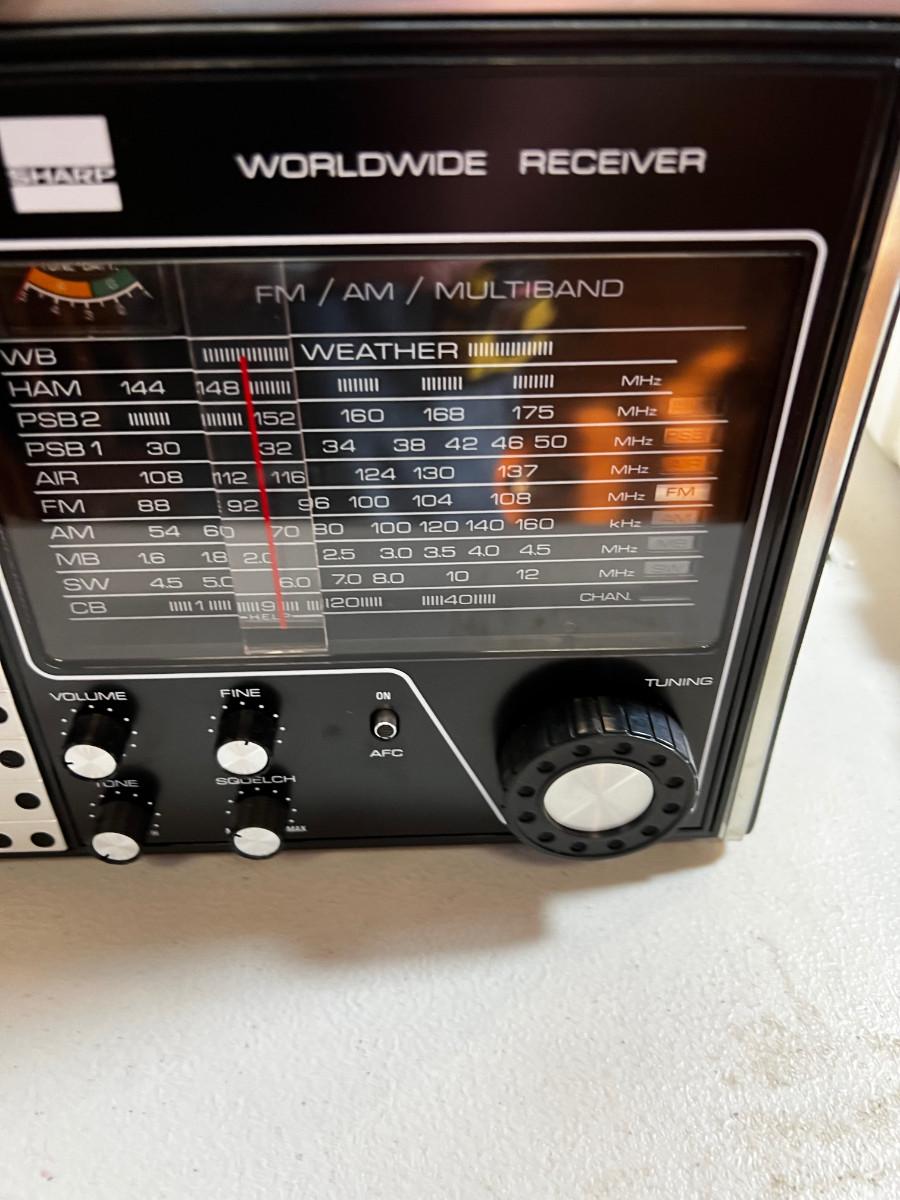 SHARP
WORLDWIDE RECEIVER
FM / AM / MULTIBAND
WB WEATHER
HAM 144 148 MHz
PSB2 152 160 168 175 MHz
PSB1 30 32 34 38 42 46 50 MHz
AIR 108 112 116 124 130 137 MHz
FM 88 92 96 100 104 108 MHz FM
AM 54 60 70 80 100 120 140 160 kHz AM
MB 1.6 1.8 2.0 2.5 3.0 3.5 4.0 4.5 MHz MB
SW 4.5 5.0 6.0 7.0 8.0 10 12 MHz SW
CB 1 9 20 40 CHAN.
HELP
TUNING
VOLUME FINE ON
AFC
TONE SQUELCH
MAX